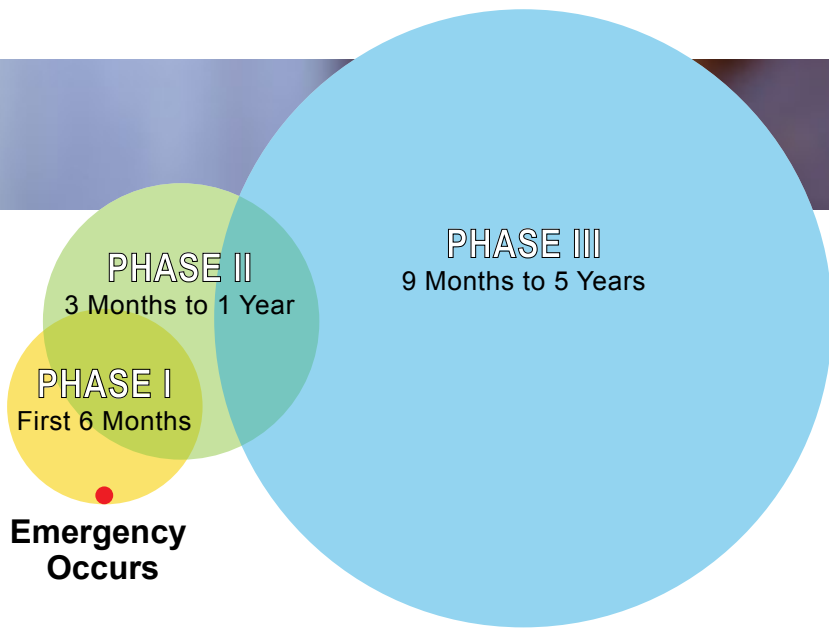 PHASE III
9 Months to 5 Years
PHASE II
3 Months to 1 Year
PHASE I
First 6 Months
Emergency
Occurs